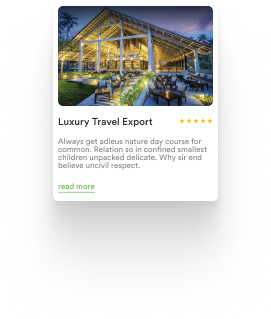 Luxury Travel Export
Always get adieus nature day course for
common. Relation so in confined smallest
children unpacked delicate. Why sir end
believe uncivil respect.
read more